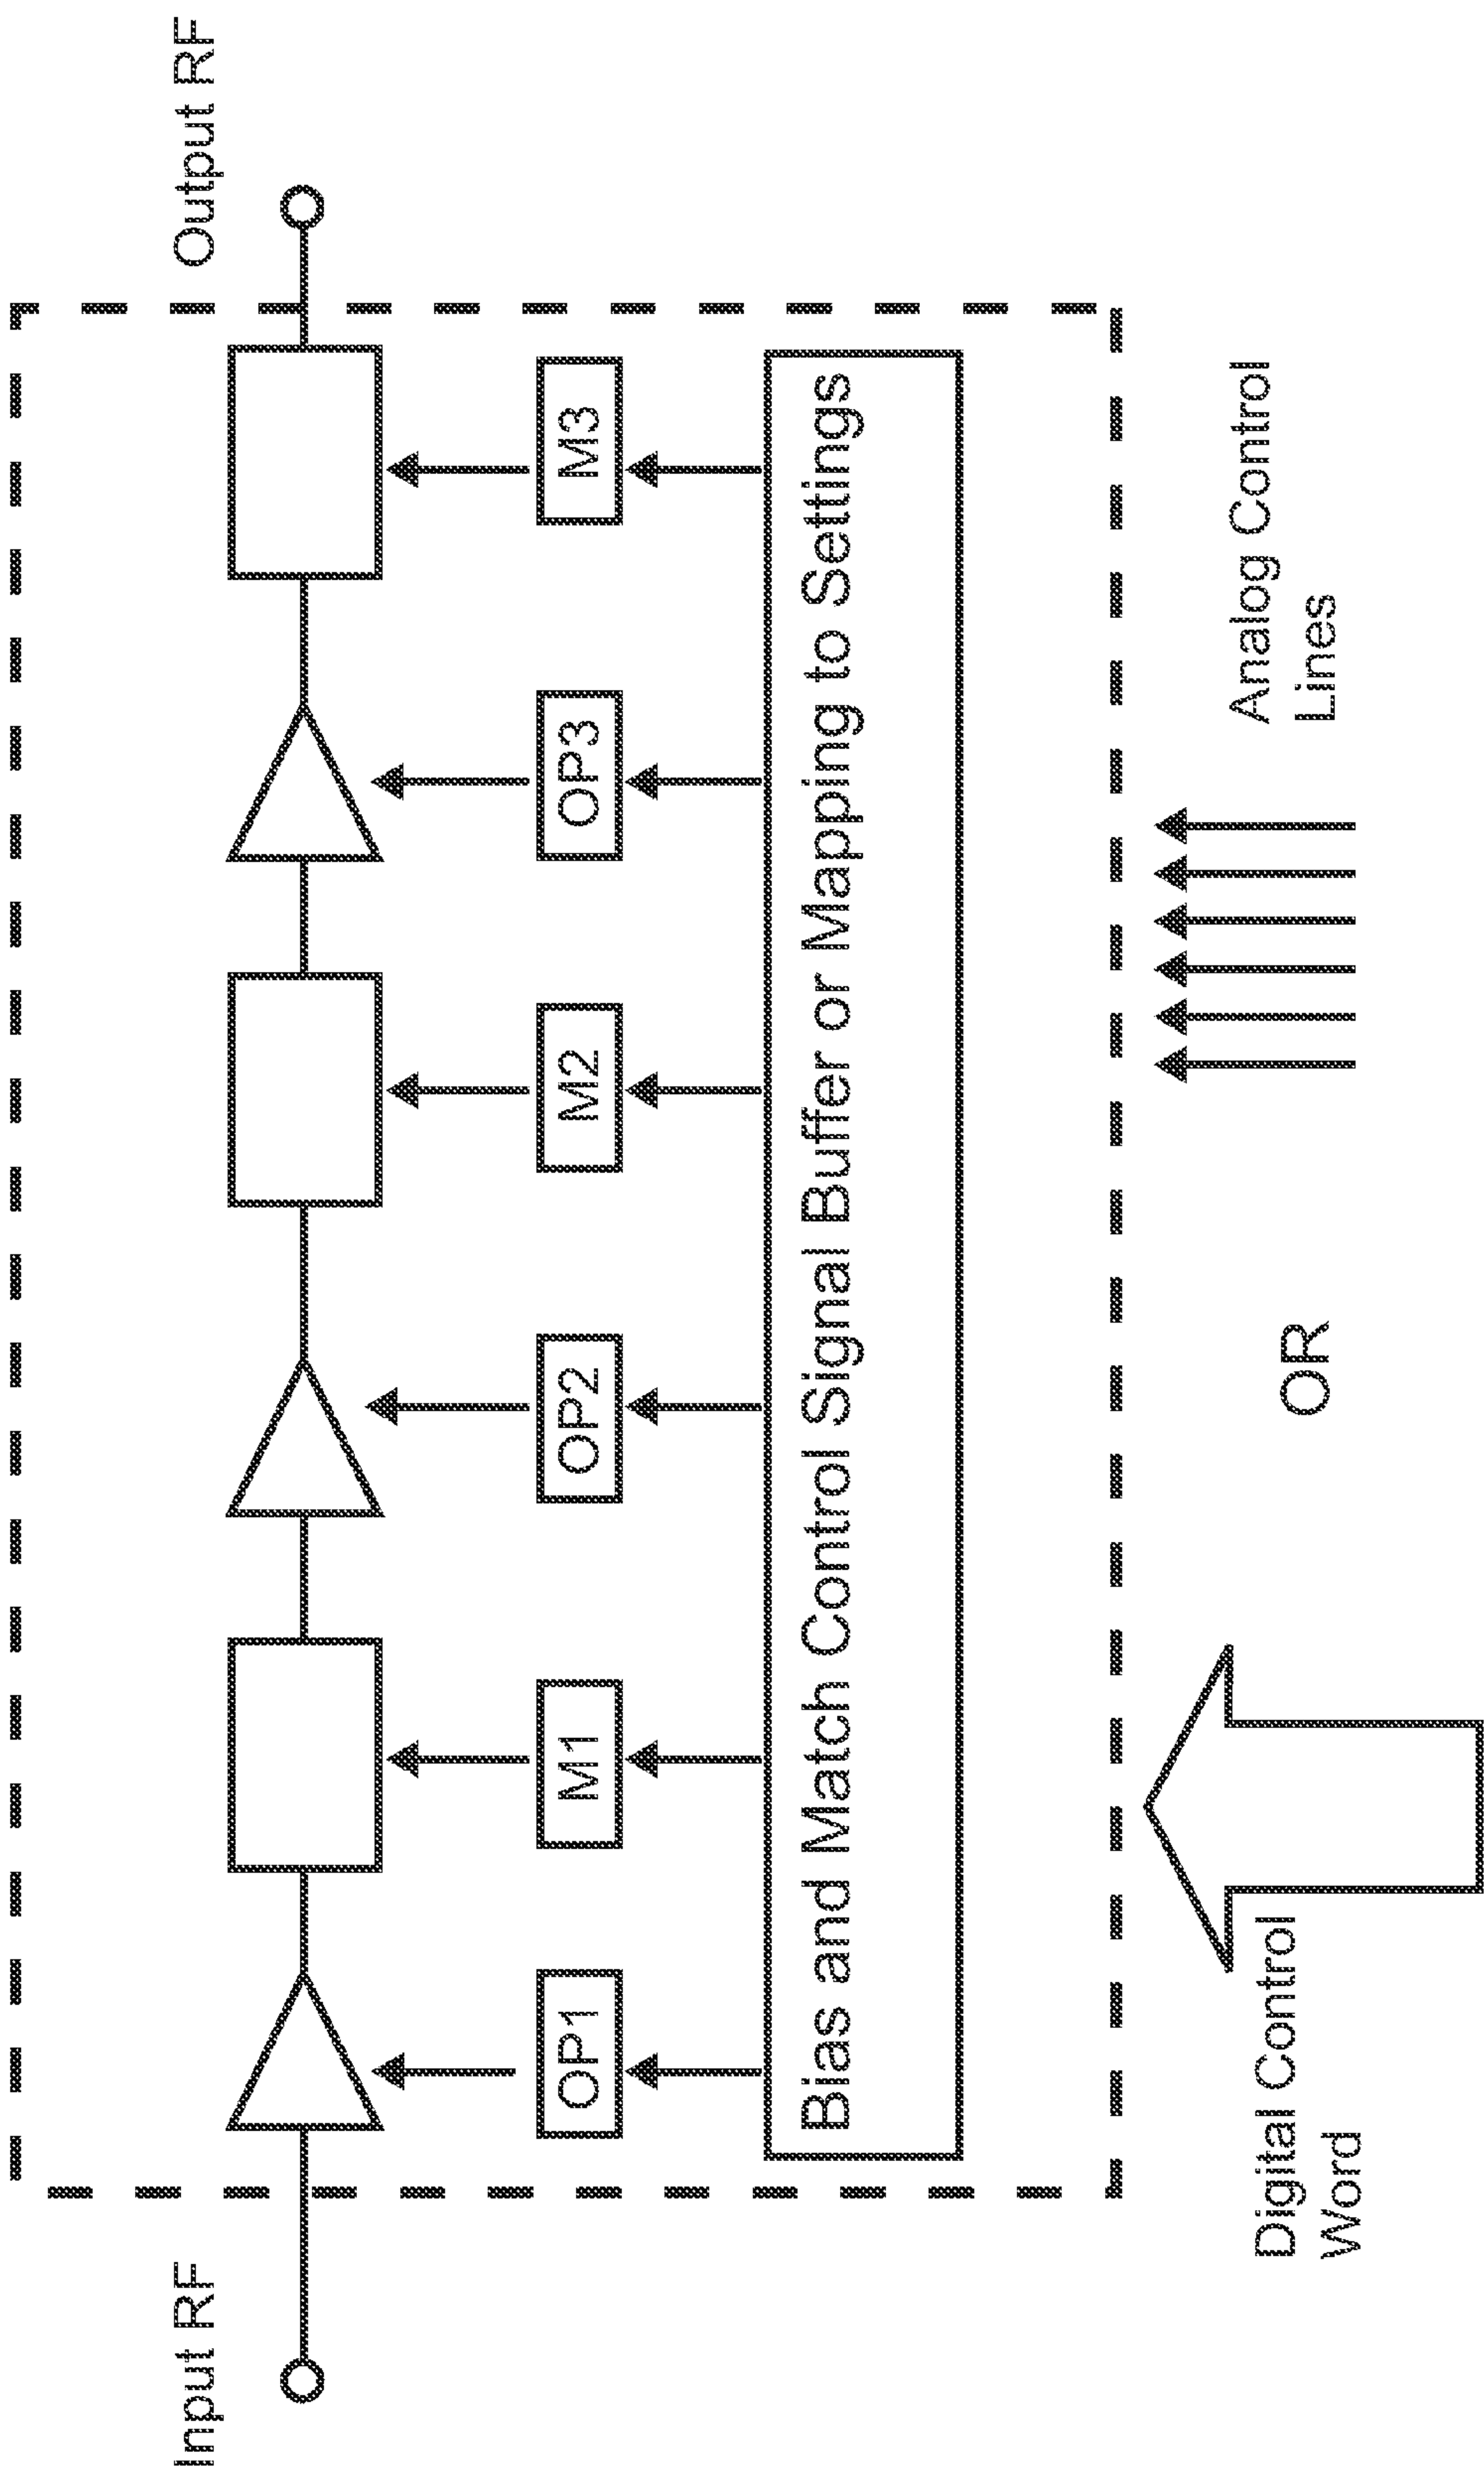 Input RF
Output RF
OP1
M1
OP2
M2
OP3
M3
Bias and Match Control Signal Buffer or Mapping to Settings
Digital Control
Word
OR
Analog Control
Lines